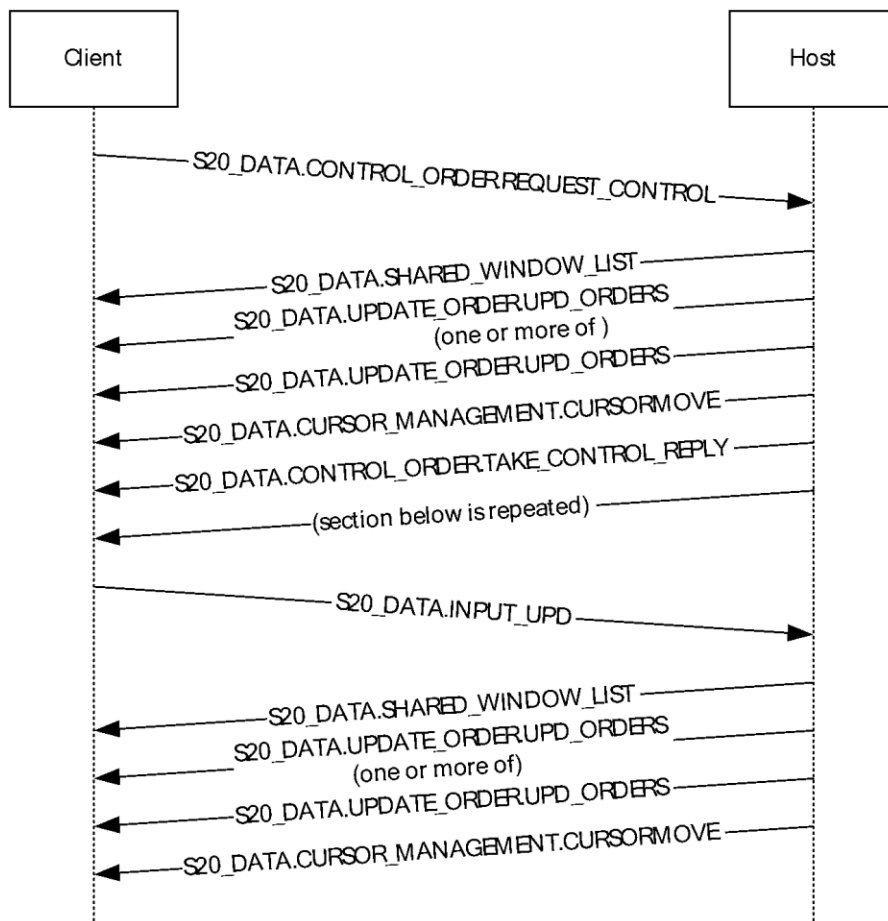 Client
Host
S20_DATA.CONTROL_ORDER.REQUEST_CONTROL
S20_DATA.SHARED_WINDOW_LIST
S20_DATA.UPDATE_ORDER.UPD_ORDERS
(one or more of )
S20_DATA.UPDATE_ORDER.UPD_ORDERS
S20_DATA.CURSOR_MANAGEMENT.CURSORMOVE
S20_DATA.CONTROL_ORDER.TAKE_CONTROL_REPLY
(section below is repeated)
S20_DATA.INPUT_UPD
S20_DATA.SHARED_WINDOW_LIST
S20_DATA.UPDATE_ORDER.UPD_ORDERS
(one or more of)
S20_DATA.UPDATE_ORDER.UPD_ORDERS
S20_DATA.CURSOR_MANAGEMENT.CURSORMOVE